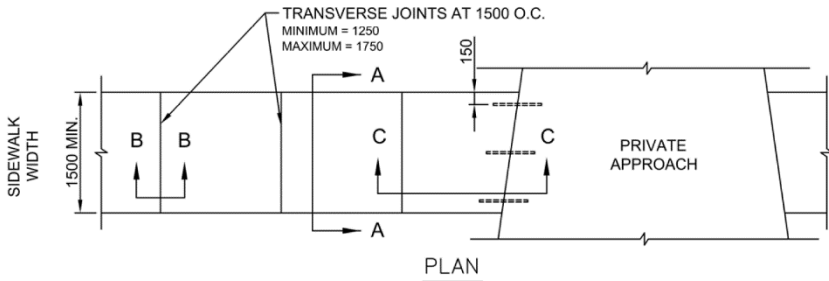 TRANSVERSE JOINTS AT 1500 O.C.
MINIMUM = 1250
MAXIMUM = 1750
150
A
SIDEWALK
WIDTH
1500 MIN.
B
B
C
C
PRIVATE
APPROACH
A
PLAN